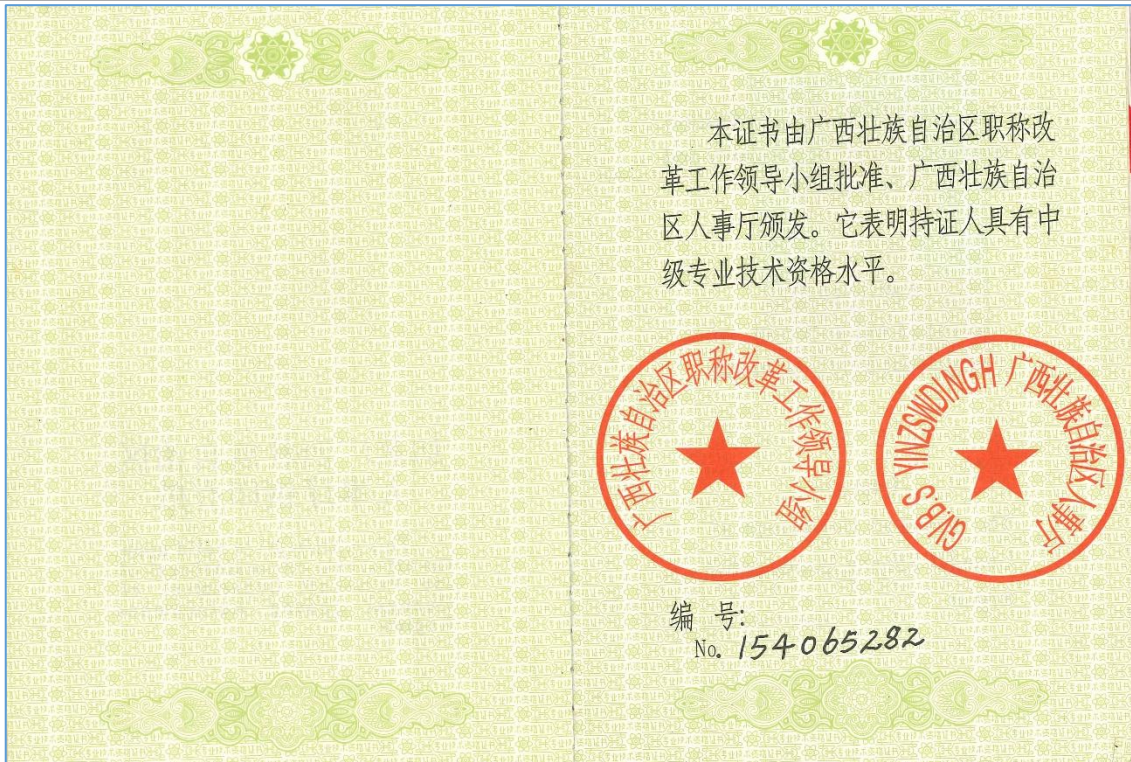 本证书由广西壮族自治区职称改
革工作领导小组批准、广西壮族自治
区人事厅颁发。它表明持证人具有中
级专业技术资格水平。
广西壮族自治区职称改革工作领导小组
GV.B.S YINZSWDINGH 广西壮族自治区人事厅
编 号:
No. 154065282